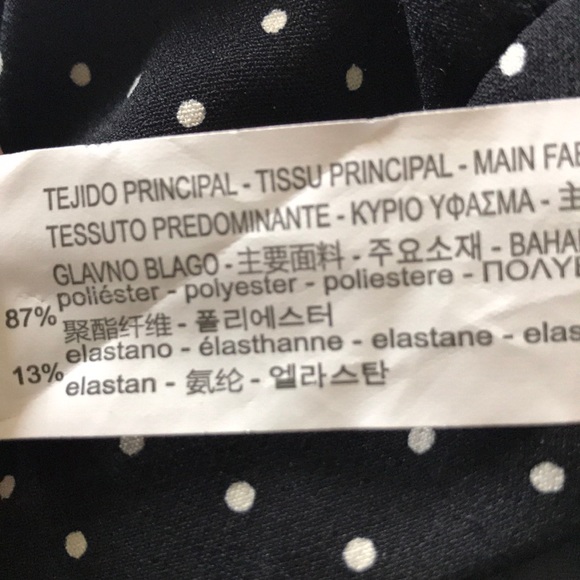 TEJIDO PRINCIPAL - TISSU PRINCIPAL - MAIN FAB
TESSUTO PREDOMINANTE - ΚΥΡΙΟ ΥΦΑΣΜΑ - 主
GLAVNO BLAGO - 主要面料 - 주요소재 - BAHA
87% poliéster - polyester - poliestere - ΠΟΛΥ
聚酯纤维 - 폴리에스터
13% elastano - élasthanne - elastane - elas
elastan - 氨纶 - 엘라스탄